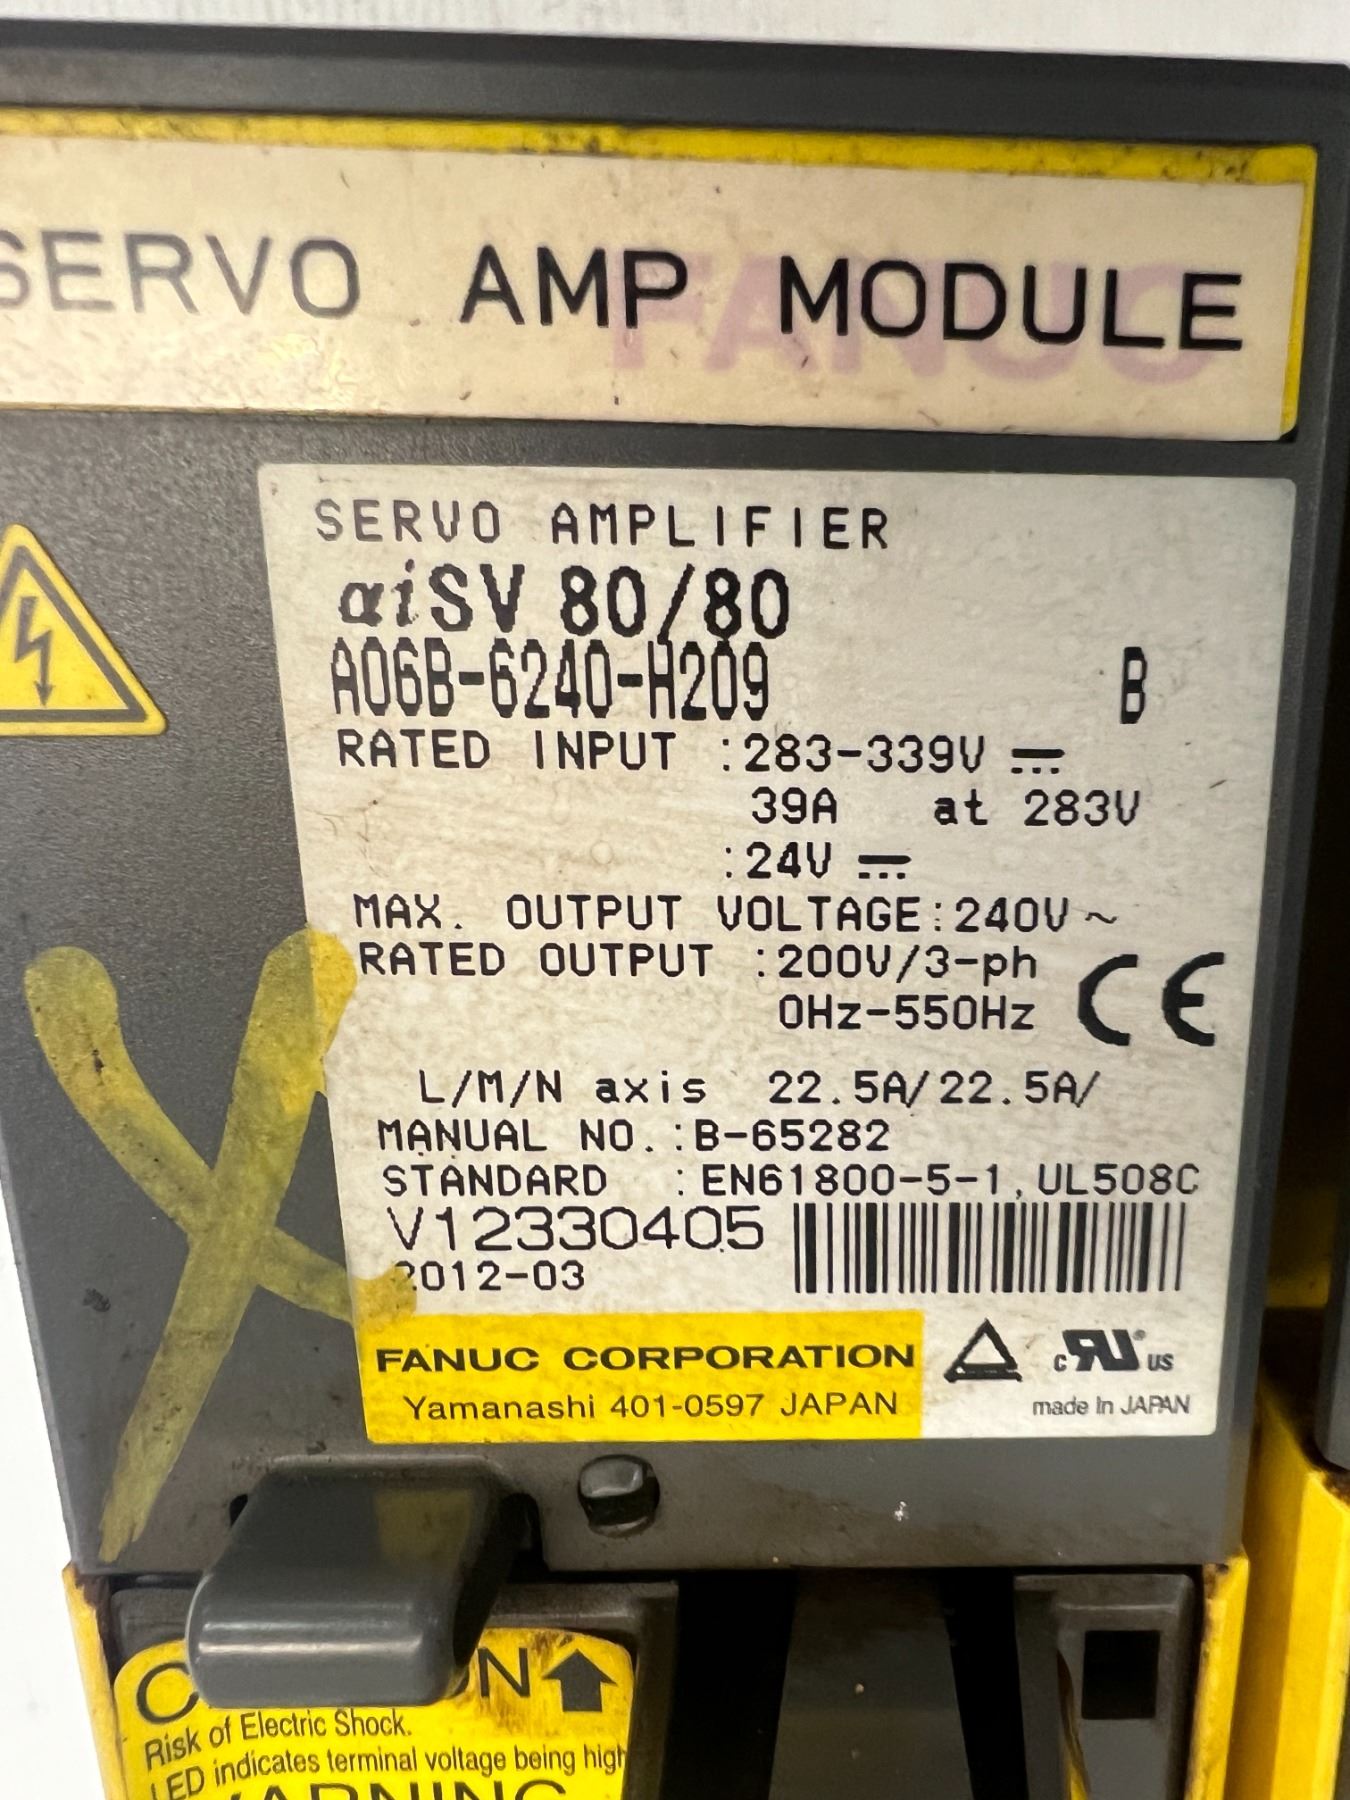 SERVO AMP MODULE
FANUC
SERVO AMPLIFIER
αiSV 80/80
A06B-6240-H209 B
RATED INPUT :283-339V ⎓
39A at 283V
:24V ⎓
MAX. OUTPUT VOLTAGE:240V~
RATED OUTPUT :200V/3-ph
0Hz-550Hz CE
L/M/N axis 22.5A/22.5A/
MANUAL NO.:B-65282
STANDARD :EN61800-5-1,UL508C
V12330405
2012-03
FANUC CORPORATION
Yamanashi 401-0597 JAPAN
c RU® US
made In JAPAN
Risk of Electric Shock.
LED indicates terminal voltage being high
WARNING